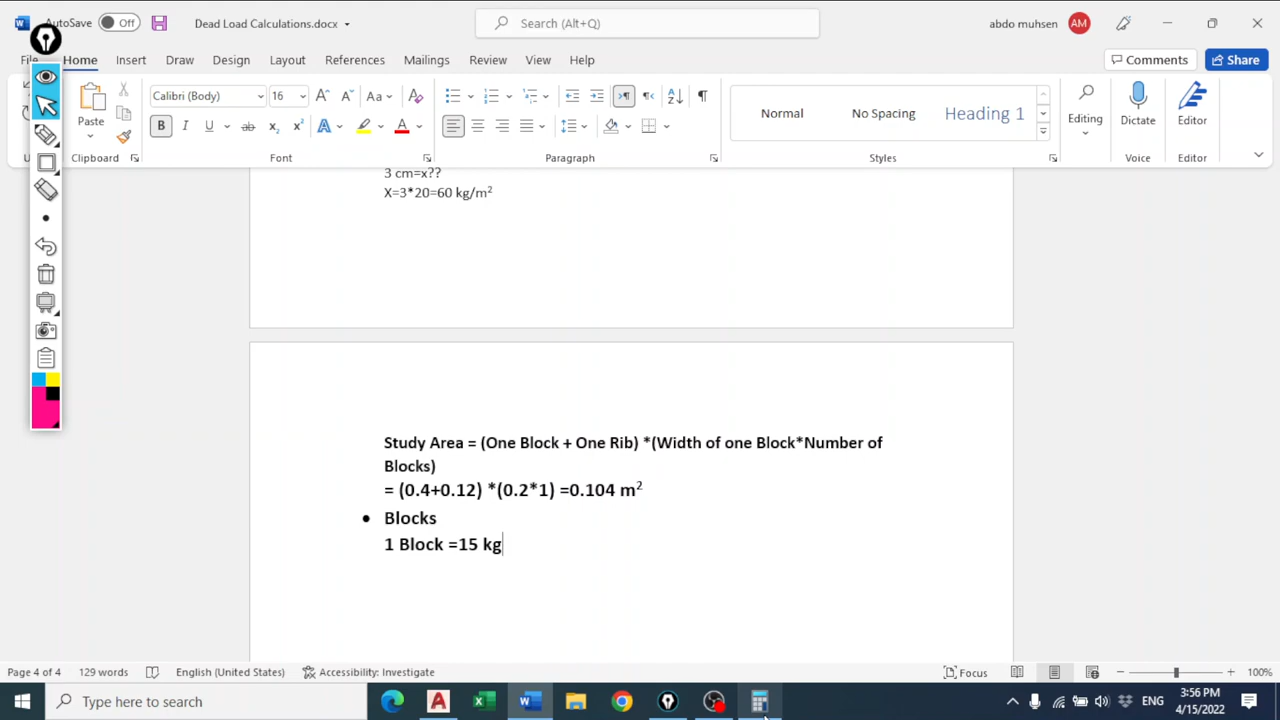 AutoSave
Off
Dead Load Calculations.docx
Search (Alt+Q)
abdo muhsen
AM
File
Home
Insert
Draw
Design
Layout
References
Mailings
Review
View
Help
Comments
Share
Paste
Calibri (Body)
16
Normal
No Spacing
Heading 1
Editing
Dictate
Editor
Clipboard
Font
Paragraph
Styles
Voice
Editor
3 cm=x??
X=3*20=60 kg/m²
Study Area = (One Block + One Rib) *(Width of one Block*Number of
Blocks)
= (0.4+0.12) *(0.2*1) =0.104 m²
• Blocks
1 Block =15 kg
Page 4 of 4
129 words
English (United States)
Accessibility: Investigate
Focus
100%
Type here to search
ENG
3:56 PM
4/15/2022